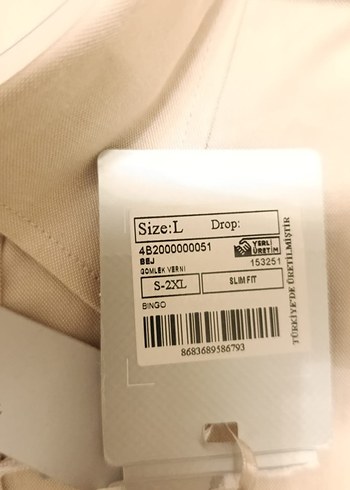 Size:L Drop:
4B2000000051
YERLİ ÜRETİM
BEJ
153251
GOMLEK VERNI
S-2XL
SLIM FIT
BINGO
8683689586793
TÜRKİYE'DE ÜRETİLMİŞTİR